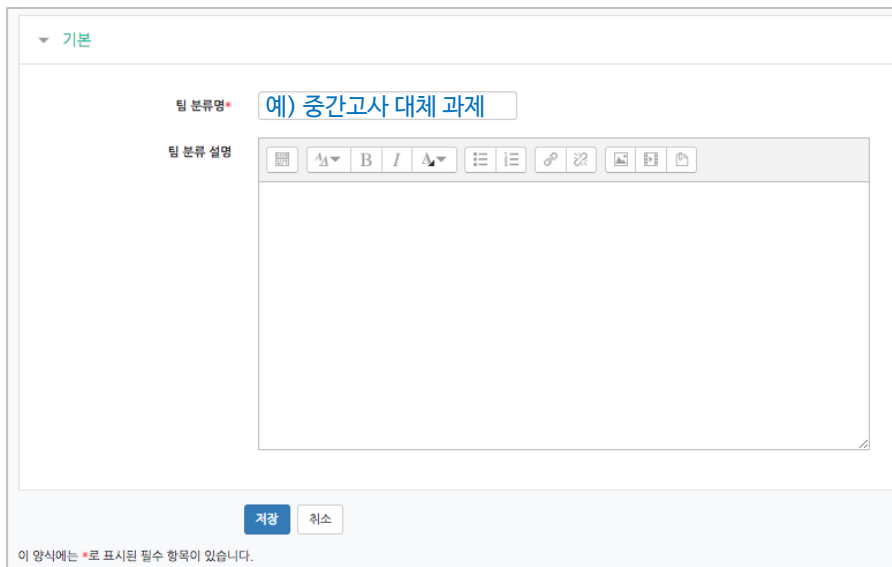 기본
팀 분류명*
예) 중간고사 대체 과제
팀 분류 설명
B I
저장 취소
이 양식에는 *로 표시된 필수 항목이 있습니다.